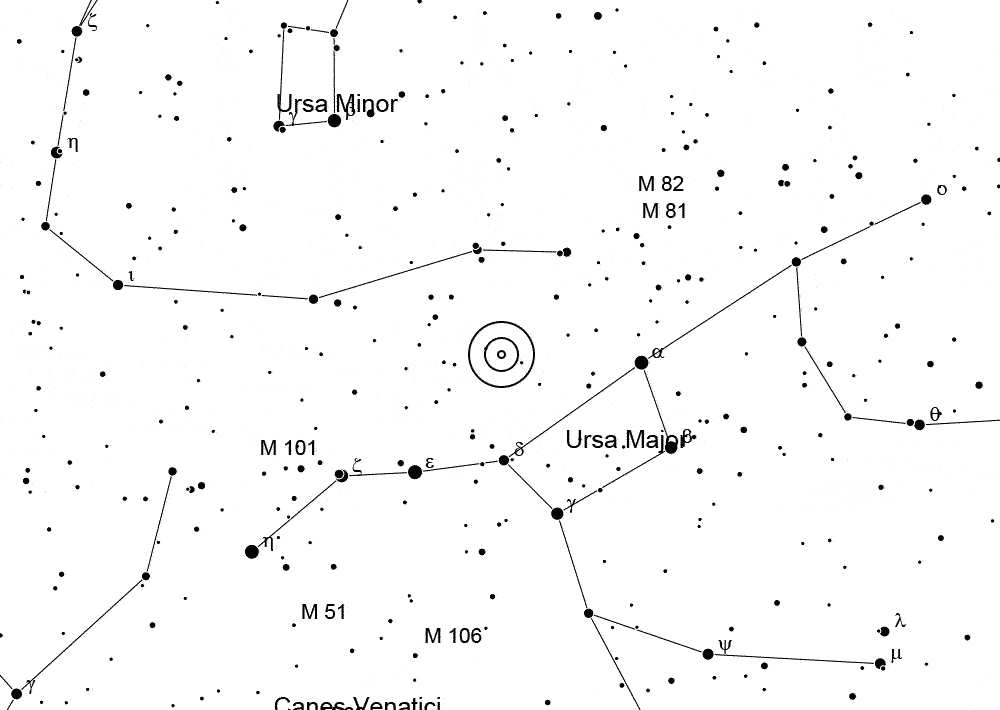 ζ
Ursa Minor
γ
β
η
M 82
ο
M 81
ι
α
θ
Ursa Major
β
M 101
δ
ζ
ε
γ
η
M 51
λ
M 106
ψ
μ
γ
Canes Venatici